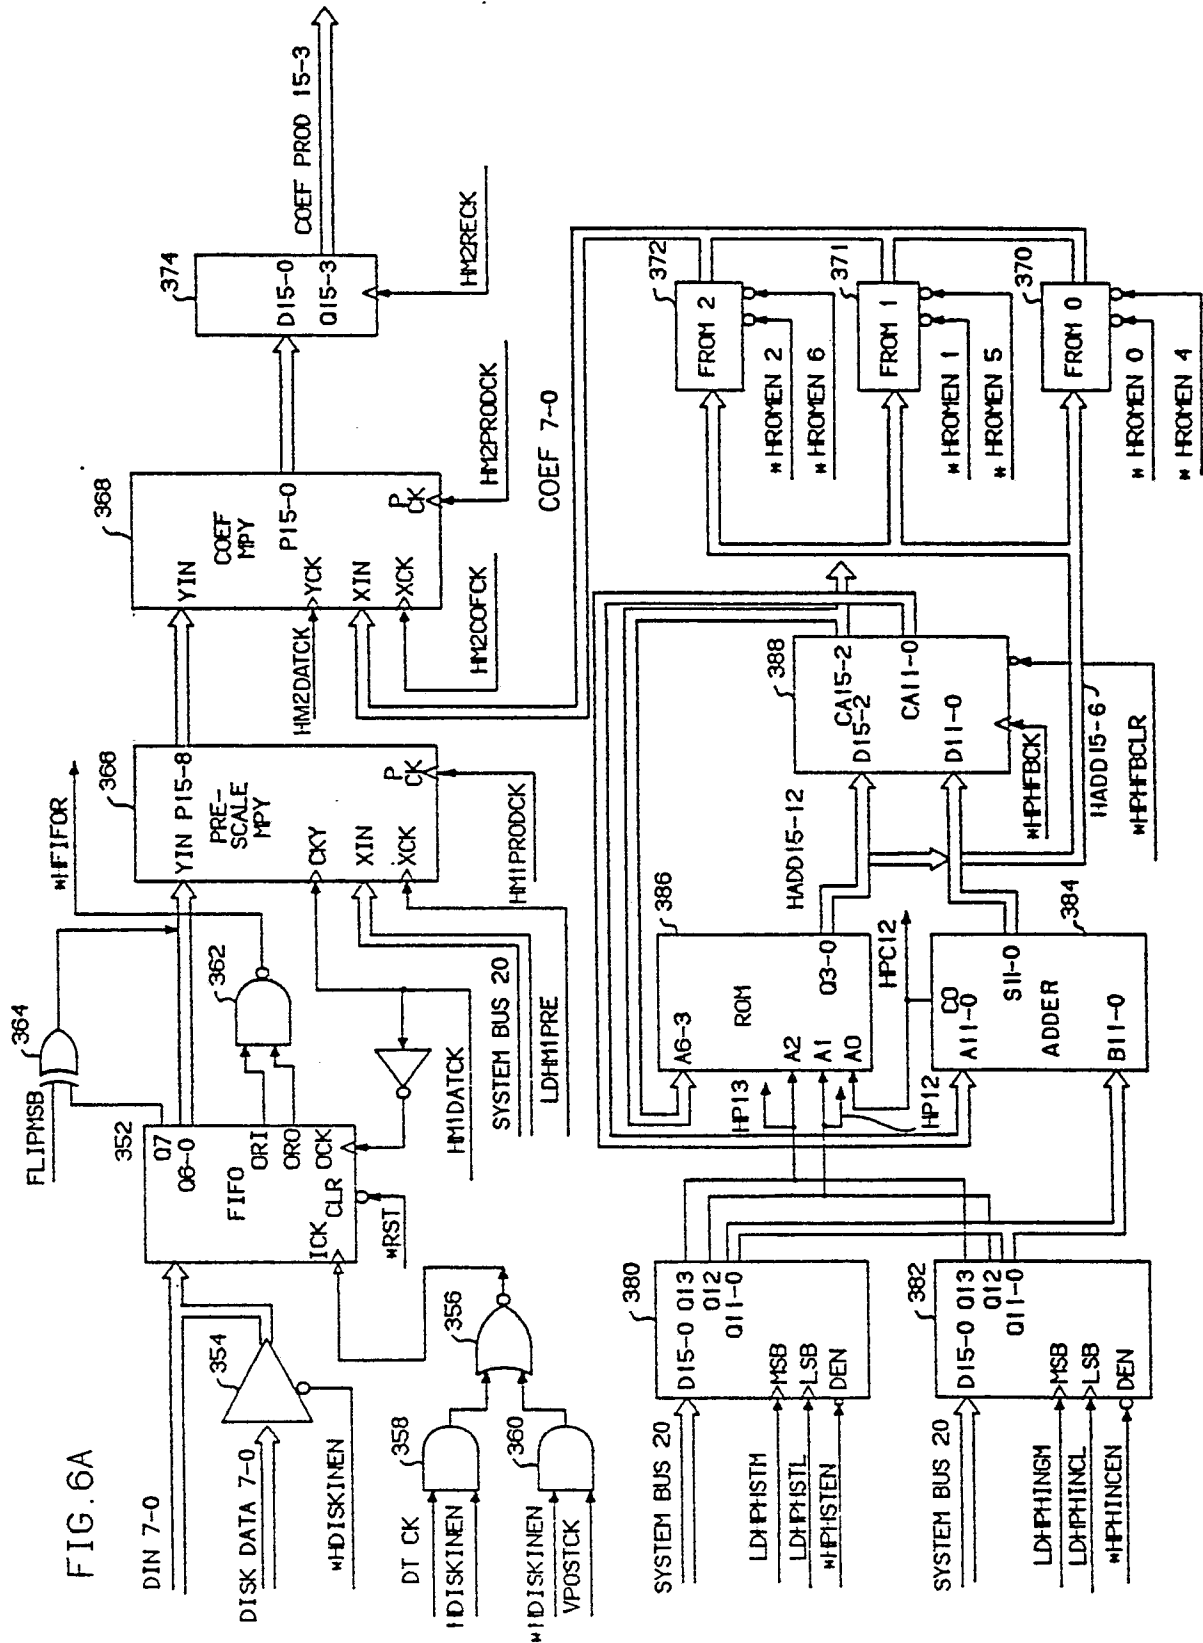 FIG. 6A
DIN 7-0
DISK DATA 7-0
354
*HDISKINEN
DT CK
HDISKINEN
358
*HDISKINEN
VPOSTCK
360
356
FLIPMSB
364
352
Q7
Q6-0
FIFO
ORI
ORO
OCK
ICK
CLR
*RST
362
*HFIFOR
HM1DATCK
SYSTEM BUS 20
LDHM1PRE
368
YIN P15-8
PRE-
SCALE
MPY
CKY
XIN
XCK
P
CK
HM1PRODCK
368
YIN
COEF
MPY
P15-0
YCK
XIN
XCK
P
CK
HM2DATCK
HM2COFCK
HM2PRODCK
374
D15-0
Q15-3
COEF PROD 15-3
HM2RECK
COEF 7-0
SYSTEM BUS 20
380
D15-0 Q13
Q12
Q11-0
MSB
LSB
DEN
LDHPHSTM
LDHPHSTL
*HPHSTEN
SYSTEM BUS 20
382
D15-0 Q13
Q12
Q11-0
MSB
LSB
DEN
LDHPHINGM
LDHPHINCL
*HPHINCEN
HP13
HP12
386
A6-3
ROM
Q3-0
A2
A1
A0
HPC12
CO
A11-0
S11-0
ADDER
B11-0
384
HADD15-12
388
CA15-2
D15-2
CA11-0
D11-0
*HPHFBCK
HADD15-6
*HPHFBCLR
372
FROM 2
*HROMEN 2
*HROMEN 6
371
FROM 1
*HROMEN 1
*HROMEN 5
370
FROM 0
*HROMEN 0
*HROMEN 4